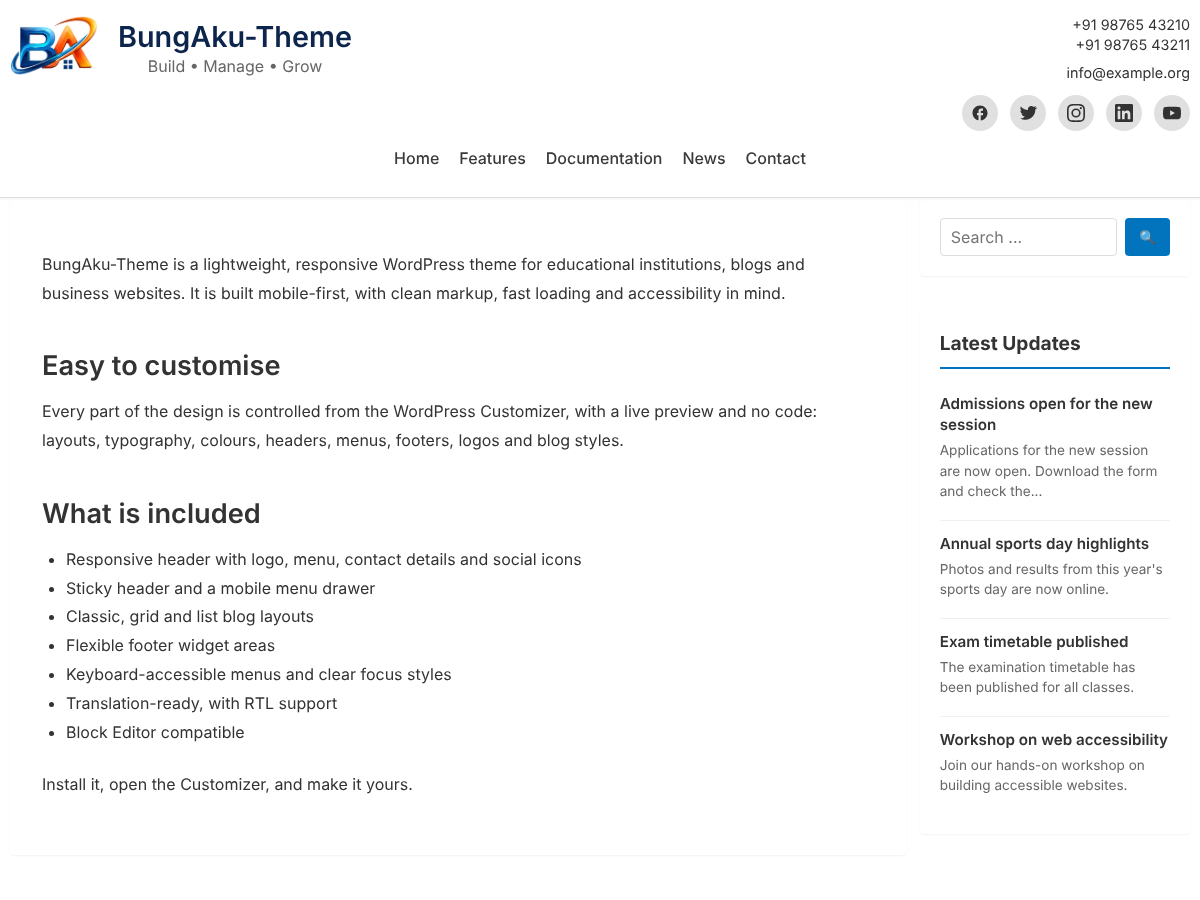 BA
BungAku-Theme
Build • Manage • Grow
+91 98765 43210
+91 98765 43211
info@example.org
Home Features Documentation News Contact
BungAku-Theme is a lightweight, responsive WordPress theme for educational institutions, blogs and
business websites. It is built mobile-first, with clean markup, fast loading and accessibility in mind.
Easy to customise
Every part of the design is controlled from the WordPress Customizer, with a live preview and no code:
layouts, typography, colours, headers, menus, footers, logos and blog styles.
What is included
• Responsive header with logo, menu, contact details and social icons
• Sticky header and a mobile menu drawer
• Classic, grid and list blog layouts
• Flexible footer widget areas
• Keyboard-accessible menus and clear focus styles
• Translation-ready, with RTL support
• Block Editor compatible
Install it, open the Customizer, and make it yours.
Search …
Latest Updates
Admissions open for the new
session
Applications for the new session
are now open. Download the form
and check the…
Annual sports day highlights
Photos and results from this year's
sports day are now online.
Exam timetable published
The examination timetable has
been published for all classes.
Workshop on web accessibility
Join our hands-on workshop on
building accessible websites.